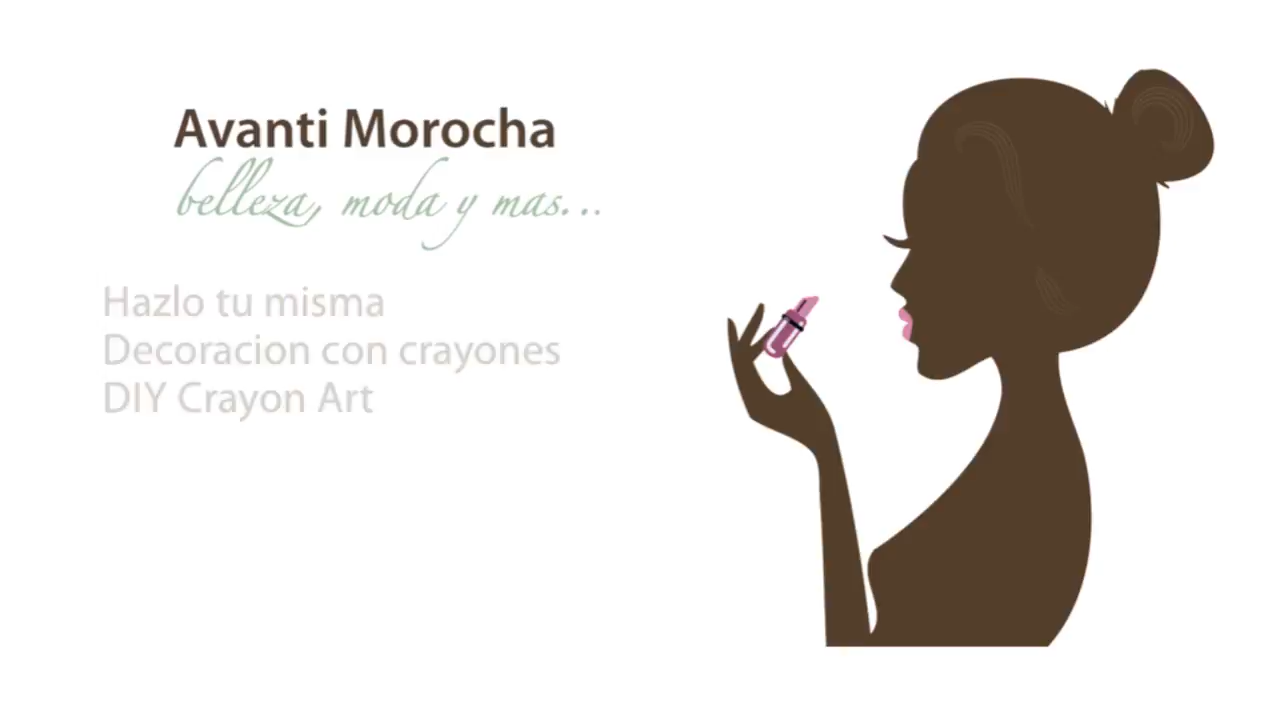 Avanti Morocha
belleza, moda y mas...
Hazlo tu misma
Decoracion con crayones
DIY Crayon Art